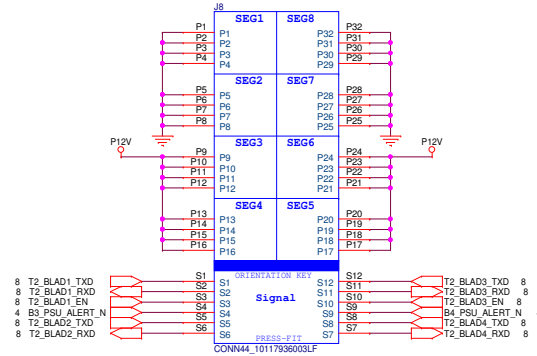 J8
SEG1 SEG8
P1 P1 P32 P32
P2 P2 P31 P31
P3 P3 P30 P30
P4 P4 P29 P29
SEG2 SEG7
P5 P5 P28 P28
P6 P6 P27 P27
P7 P7 P26 P26
P8 P8 P25 P25
P12V SEG3 SEG6 P12V
P9 P9 P24 P24
P10 P10 P23 P23
P11 P11 P22 P22
P12 P12 P21 P21
SEG4 SEG5
P13 P13 P20 P20
P14 P14 P19 P19
P15 P15 P18 P18
P16 P16 P17 P17
ORIENTATION KEY
8 T2_BLAD1_TXD S1 S1 S12 S12 T2_BLAD3_TXD 8
8 T2_BLAD1_RXD S2 S2 S11 S11 T2_BLAD3_RXD 8
8 T2_BLAD1_EN S3 S3 Signal S10 S10 T2_BLAD3_EN 8
4 B3_PSU_ALERT_N S4 S4 S9 S9 B4_PSU_ALERT_N 4
8 T2_BLAD2_TXD S5 S5 S8 S8 T2_BLAD4_TXD 8
8 T2_BLAD2_RXD S6 S6 S7 S7 T2_BLAD4_RXD 8
PRESS-FIT
CONN44_10117936003LF